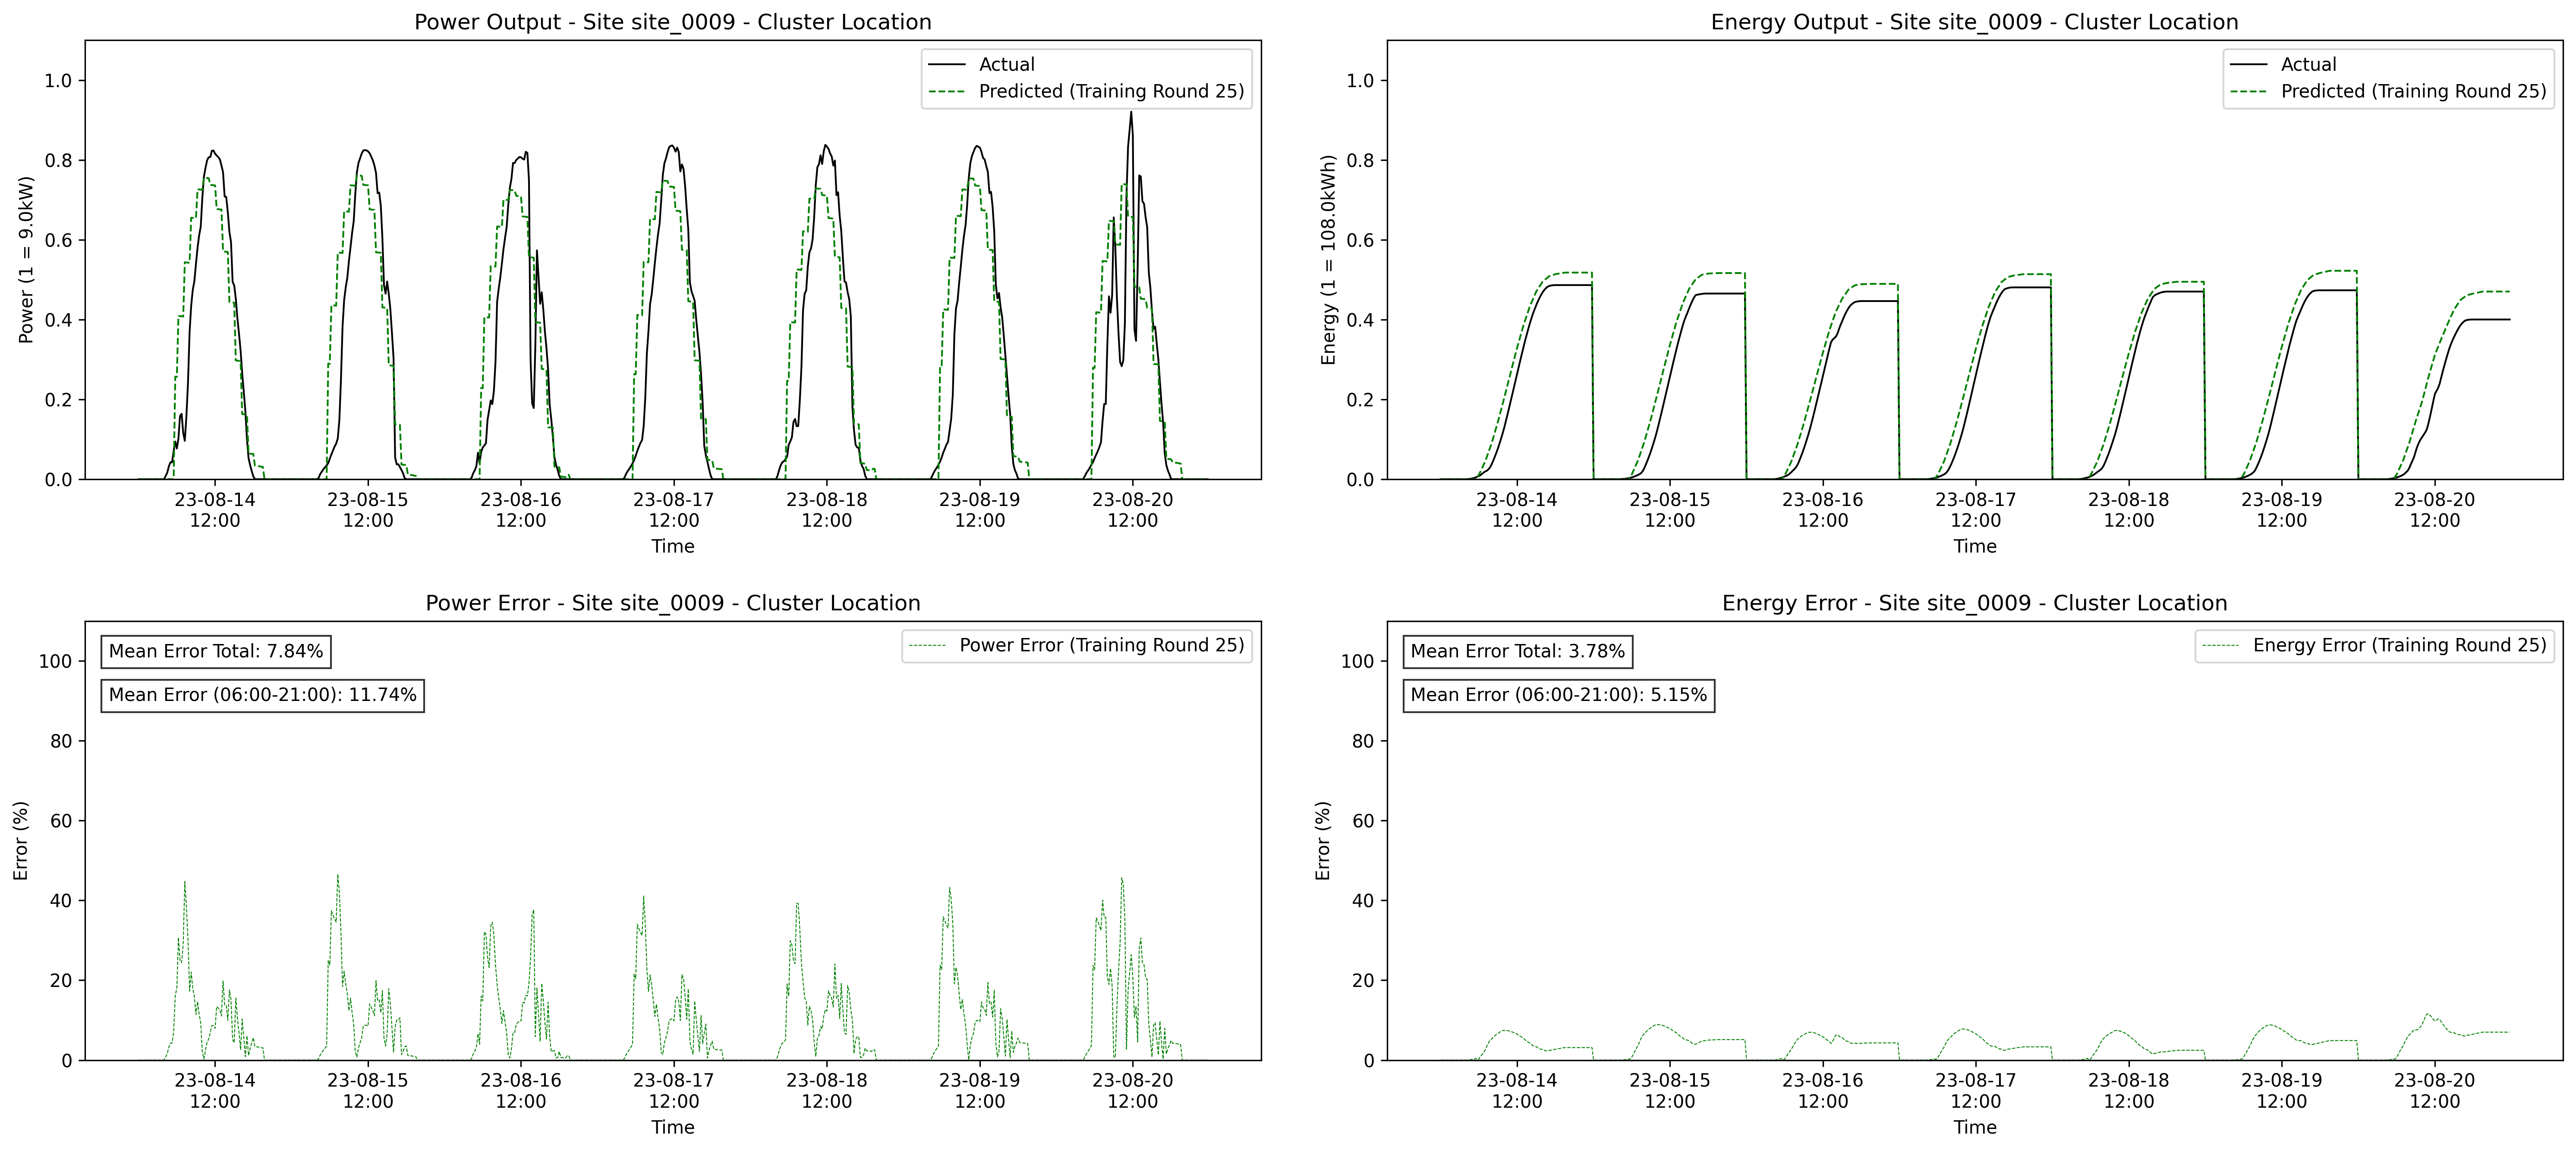 Power Output - Site site_0009 - Cluster Location
Power (1 = 9.0kW)
1.0
0.8
0.6
0.4
0.2
0.0
Actual
Predicted (Training Round 25)
23-08-14 23-08-15 23-08-16 23-08-17 23-08-18 23-08-19 23-08-20
12:00 12:00 12:00 12:00 12:00 12:00 12:00
Time
Energy Output - Site site_0009 - Cluster Location
Energy (1 = 108.0kWh)
1.0
0.8
0.6
0.4
0.2
0.0
Actual
Predicted (Training Round 25)
23-08-14 23-08-15 23-08-16 23-08-17 23-08-18 23-08-19 23-08-20
12:00 12:00 12:00 12:00 12:00 12:00 12:00
Time
Power Error - Site site_0009 - Cluster Location
Error (%)
100
80
60
40
20
0
Mean Error Total: 7.84%
Mean Error (06:00-21:00): 11.74%
Power Error (Training Round 25)
23-08-14 23-08-15 23-08-16 23-08-17 23-08-18 23-08-19 23-08-20
12:00 12:00 12:00 12:00 12:00 12:00 12:00
Time
Energy Error - Site site_0009 - Cluster Location
Error (%)
100
80
60
40
20
0
Mean Error Total: 3.78%
Mean Error (06:00-21:00): 5.15%
Energy Error (Training Round 25)
23-08-14 23-08-15 23-08-16 23-08-17 23-08-18 23-08-19 23-08-20
12:00 12:00 12:00 12:00 12:00 12:00 12:00
Time